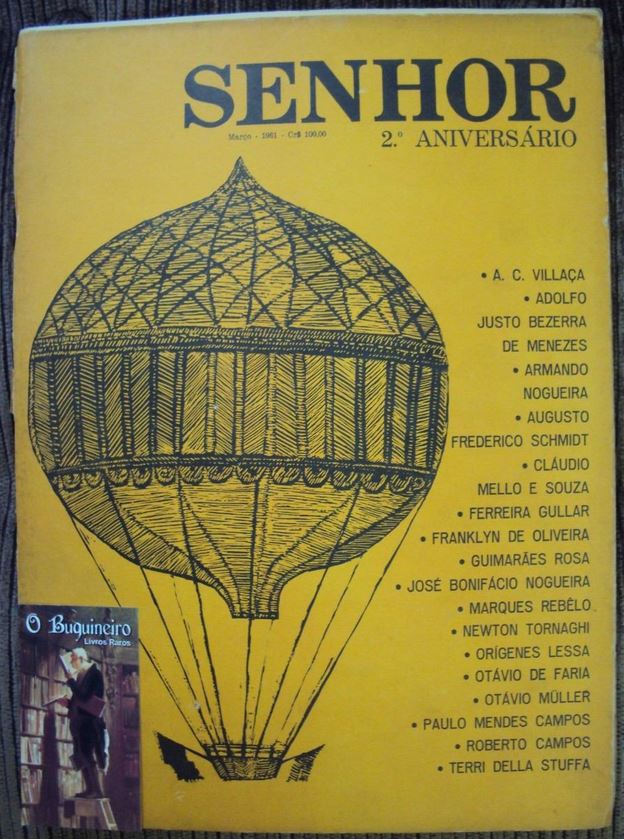 SENHOR
Março - 1961 - Cr$ 100,00
2.º ANIVERSÁRIO
• A. C. VILLAÇA
• ADOLFO
JUSTO BEZERRA
DE MENEZES
• ARMANDO
NOGUEIRA
• AUGUSTO
FREDERICO SCHMIDT
• CLÁUDIO
MELLO E SOUZA
• FERREIRA GULLAR
• FRANKLYN DE OLIVEIRA
• GUIMARÃES ROSA
• JOSÉ BONIFÁCIO NOGUEIRA
• MARQUES REBÊLO
• NEWTON TORNAGHI
• ORÍGENES LESSA
• OTÁVIO DE FARIA
• OTÁVIO MÜLLER
• PAULO MENDES CAMPOS
• ROBERTO CAMPOS
• TERRI DELLA STUFFA
O Buquineiro
Livros Raros